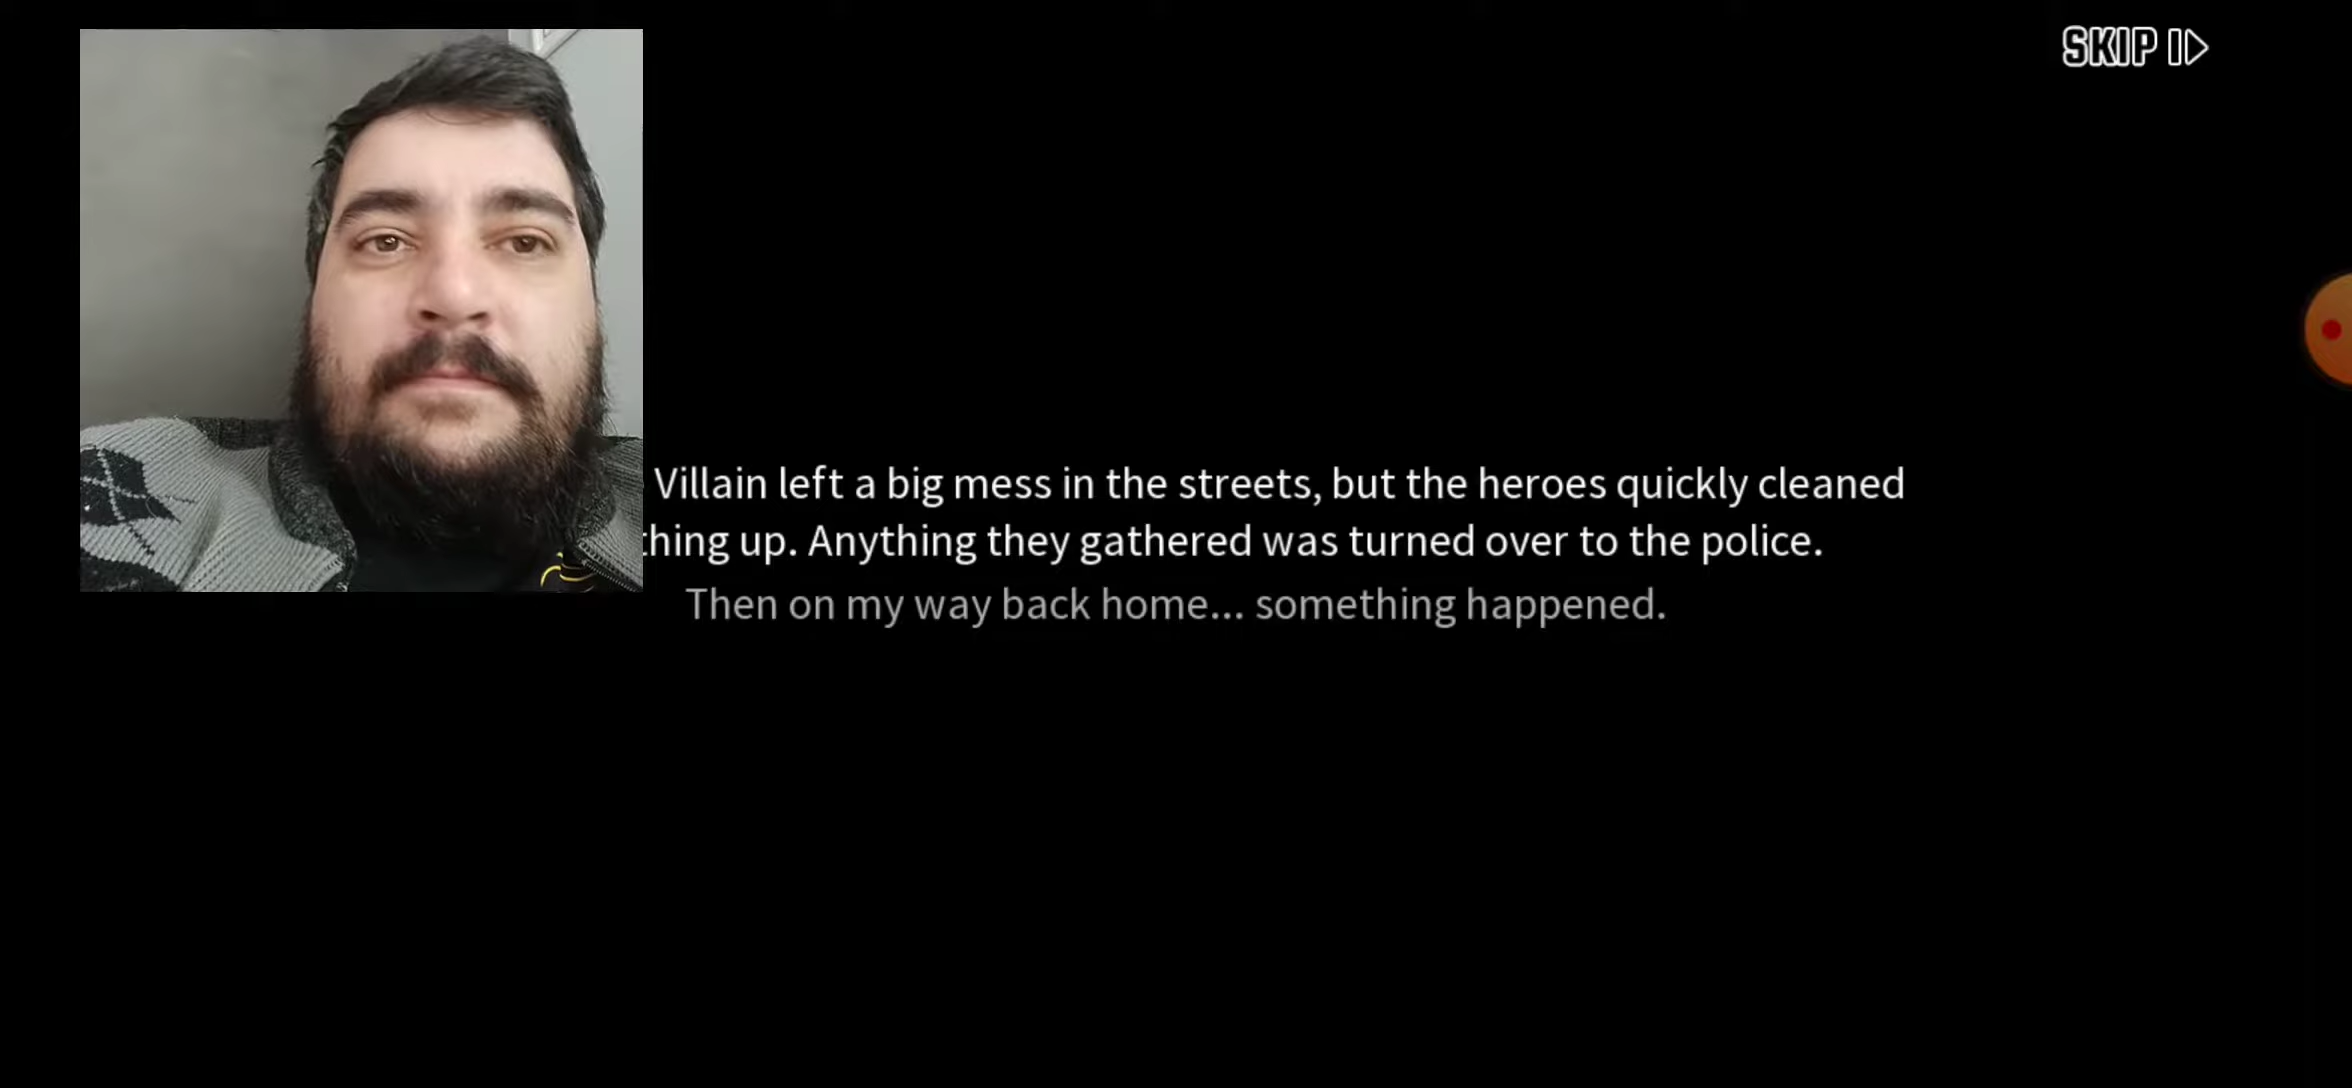 SKIP
Villain left a big mess in the streets, but the heroes quickly cleaned
thing up. Anything they gathered was turned over to the police.
Then on my way back home... something happened.